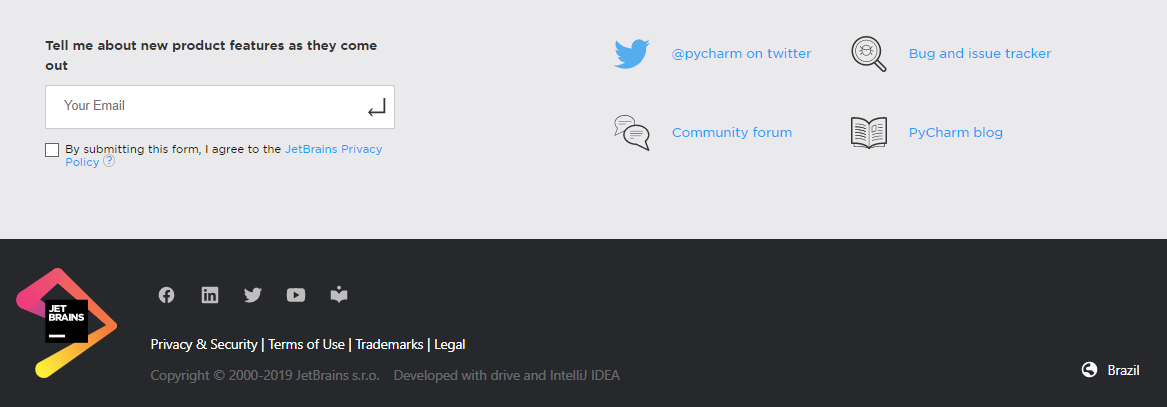 Tell me about new product features as they come
out
Your Email
By submitting this form, I agree to the JetBrains Privacy
Policy ?
@pycharm on twitter
Bug and issue tracker
Community forum
PyCharm blog
JET
BRAINS
Privacy & Security | Terms of Use | Trademarks | Legal
Copyright © 2000-2019 JetBrains s.r.o. Developed with drive and IntelliJ IDEA
Brazil